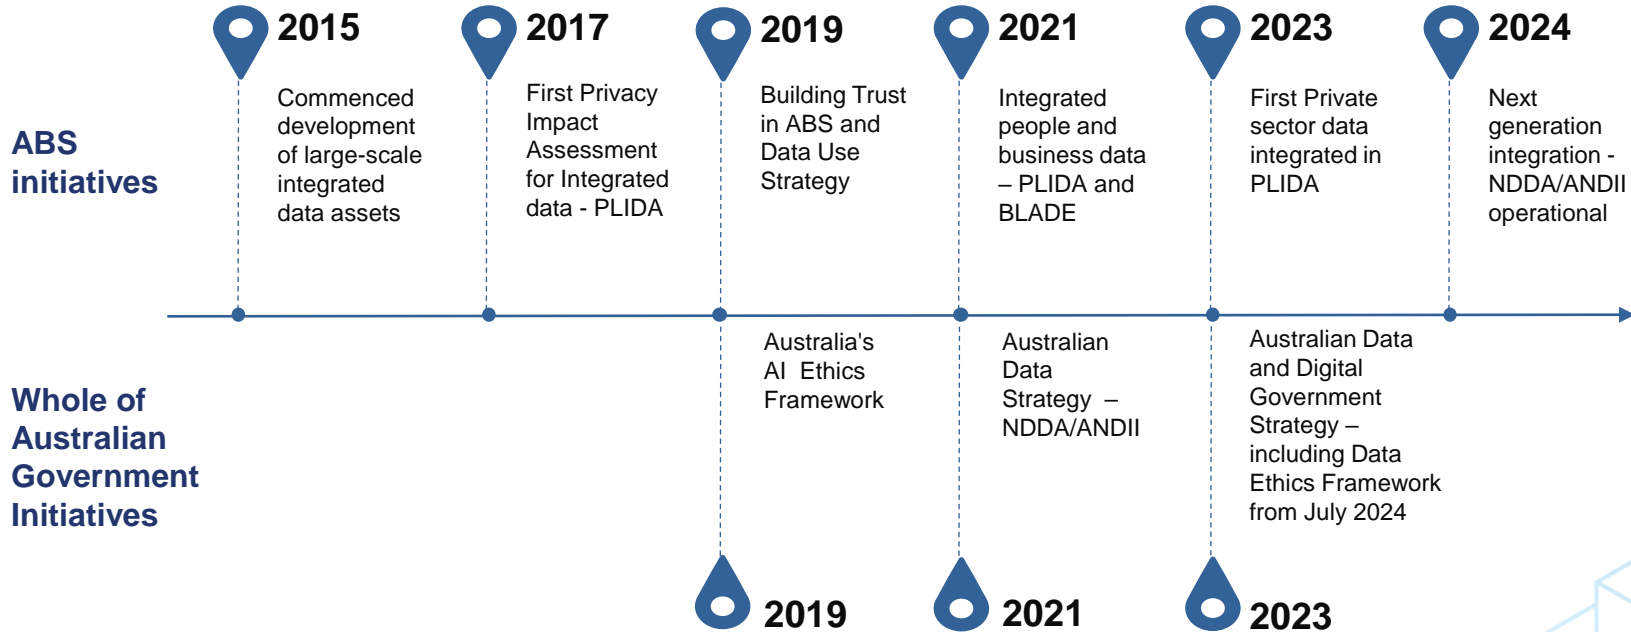 2015
2017
2019
2021
2023
2024
ABS
initiatives
Commenced
development
of large-scale
integrated
data assets
First Privacy
Impact
Assessment
for Integrated
data - PLIDA
Building Trust
in ABS and
Data Use
Strategy
Integrated
people and
business data
– PLIDA and
BLADE
First Private
sector data
integrated in
PLIDA
Next
generation
integration -
NDDA/ANDII
operational
Whole of
Australian
Government
Initiatives
Australia's
AI Ethics
Framework
Australian
Data
Strategy –
NDDA/ANDII
Australian Data
and Digital
Government
Strategy –
including Data
Ethics Framework
from July 2024
2019
2021
2023